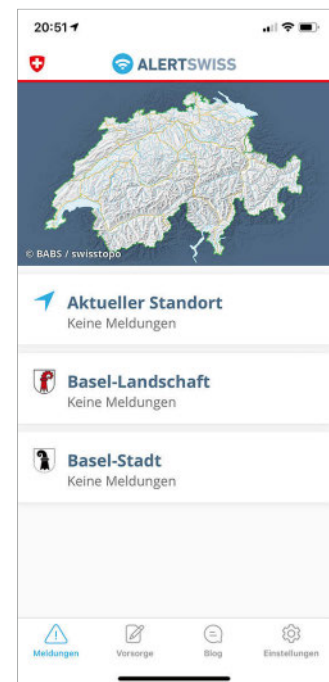 20:51
ALERTSWISS
© BABS / swisstopo
Aktueller Standort
Keine Meldungen
Basel-Landschaft
Keine Meldungen
Basel-Stadt
Keine Meldungen
Meldungen Vorsorge Blog Einstellungen